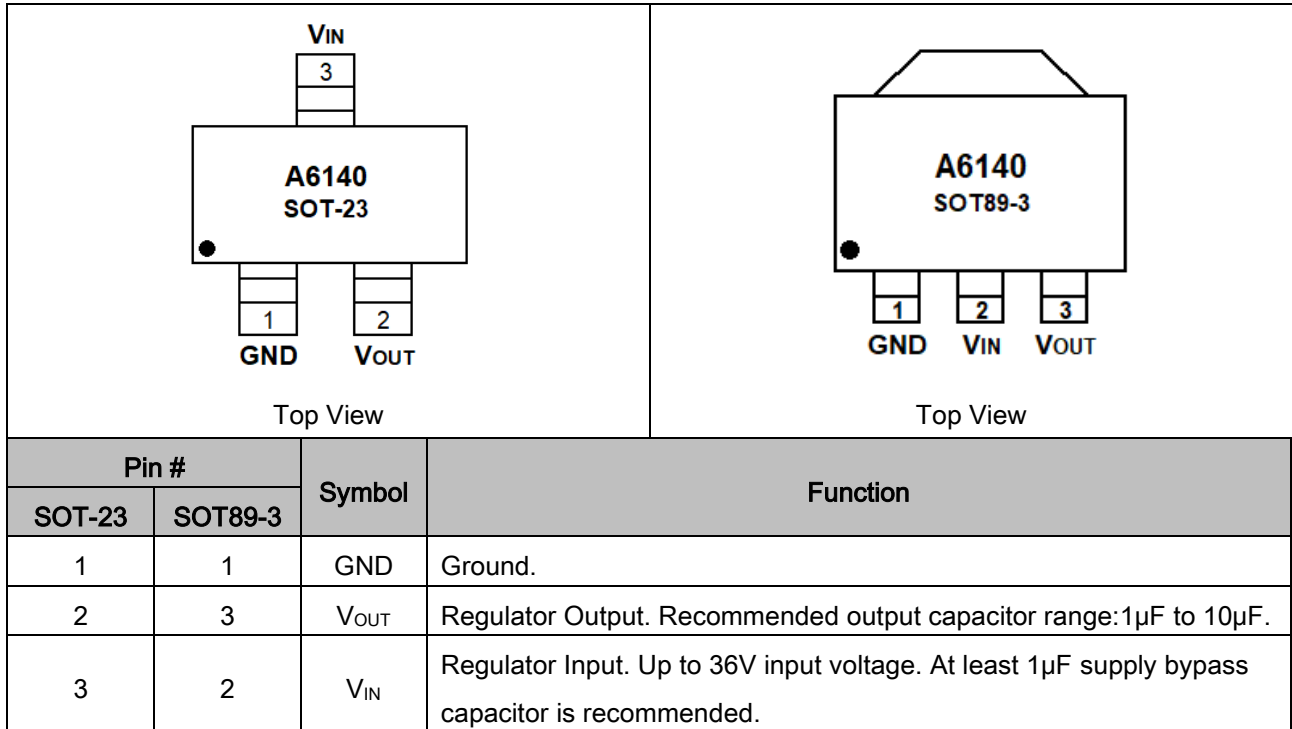 VIN
3
A6140
SOT-23
1
2
GND
VOUT
Top View
A6140
SOT89-3
1
2
3
GND
VIN
VOUT
Top View
Pin #
Symbol
Function
SOT-23
SOT89-3
1
1
GND
Ground.
2
3
VOUT
Regulator Output. Recommended output capacitor range:1µF to 10µF.
3
2
VIN
Regulator Input. Up to 36V input voltage. At least 1µF supply bypass
capacitor is recommended.